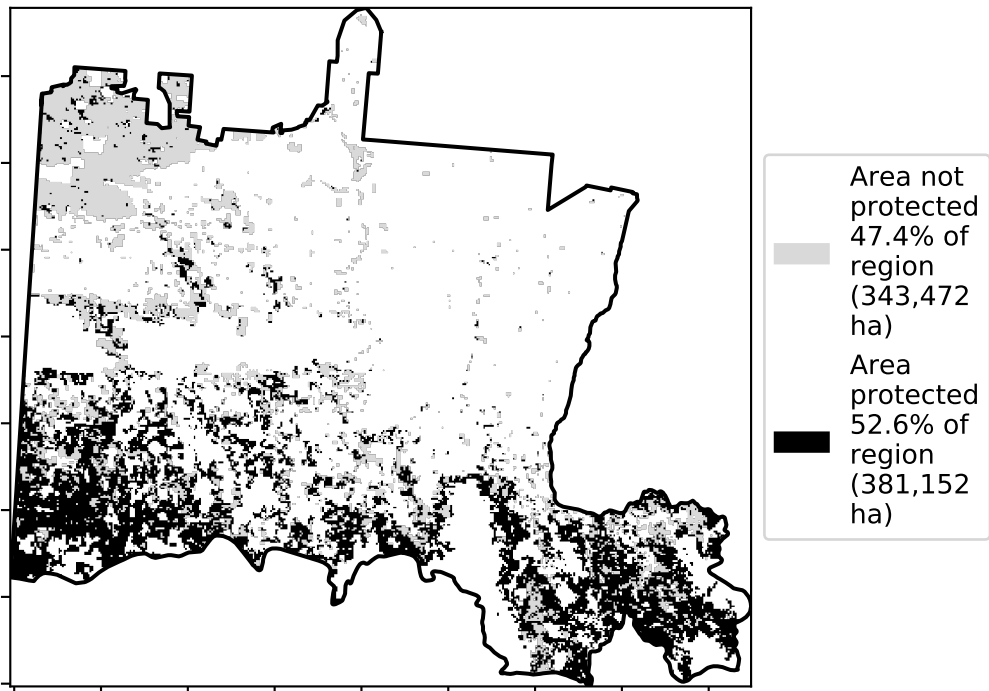 Area not
protected
47.4% of
region
(343,472
ha)
Area
protected
52.6% of
region
(381,152
ha)